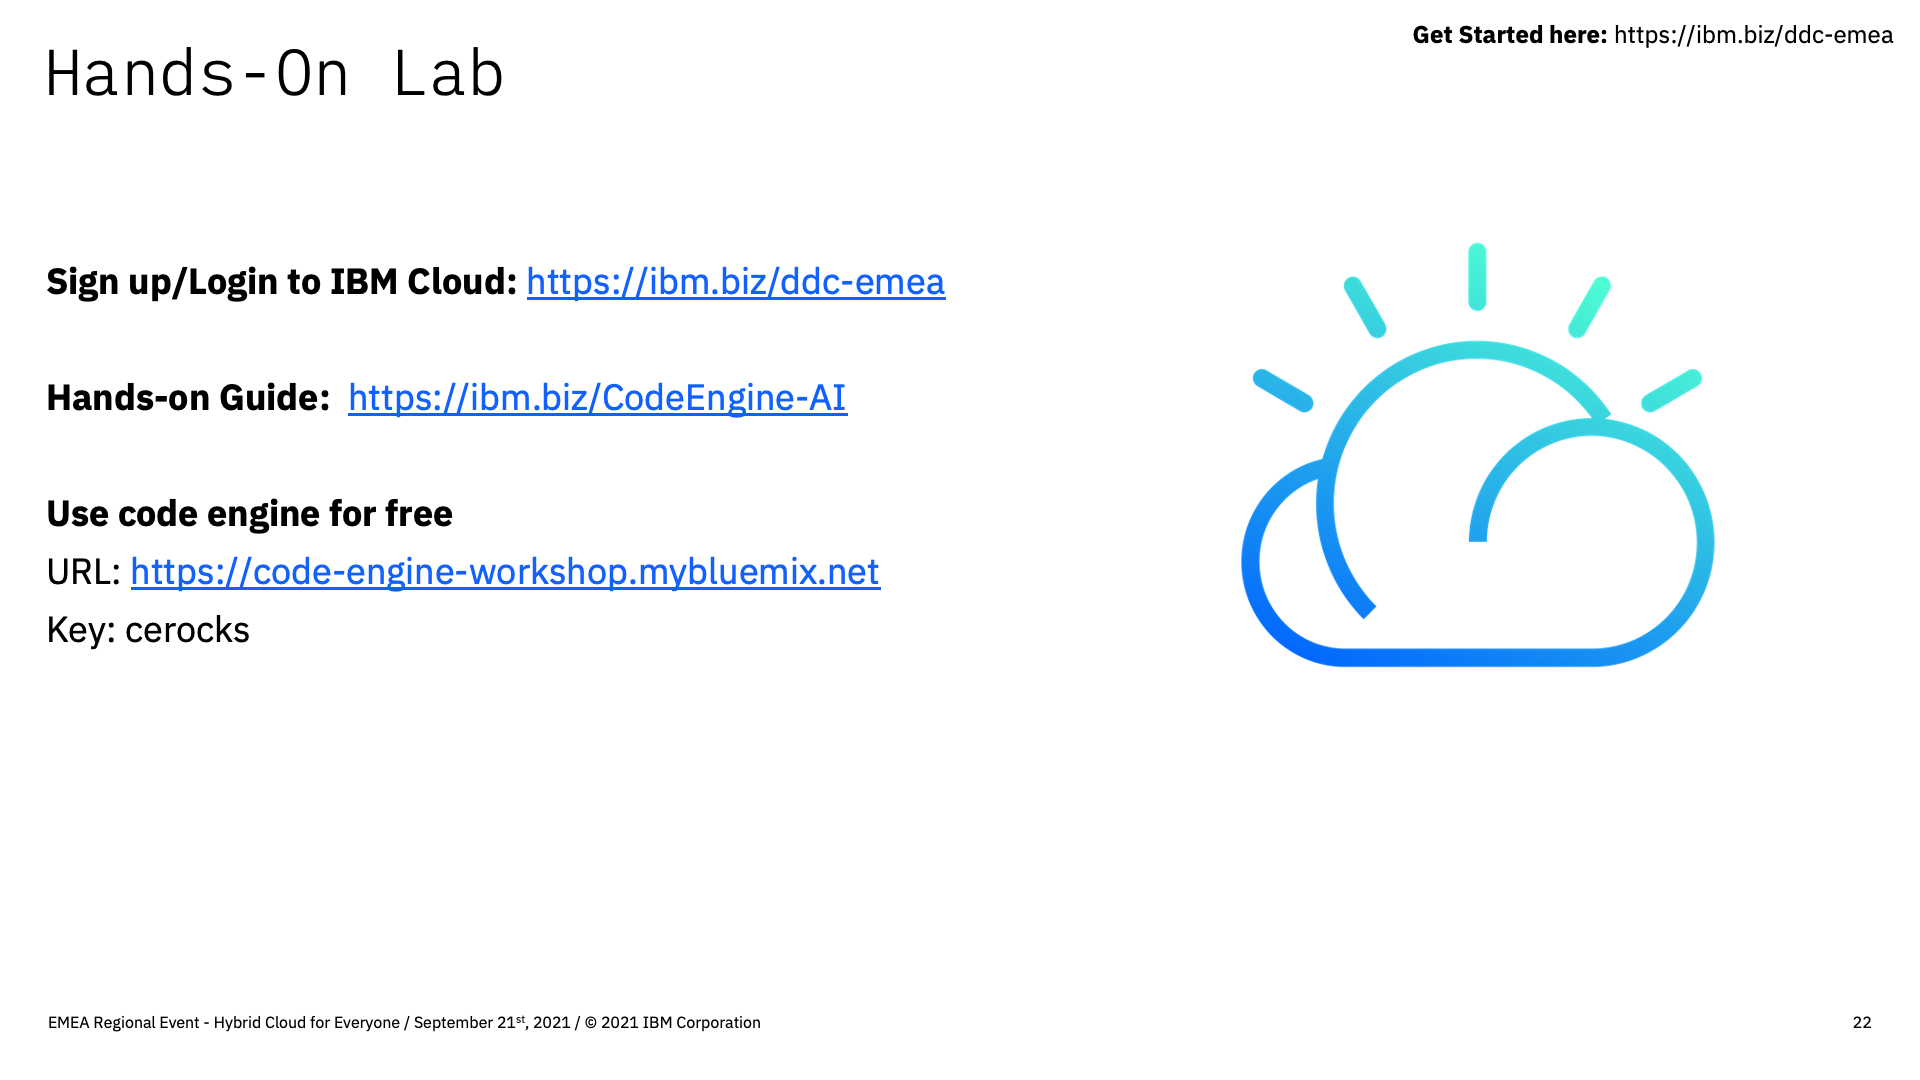 Get Started here: https://ibm.biz/ddc-emea
Hands-On Lab
Sign up/Login to IBM Cloud: https://ibm.biz/ddc-emea
Hands-on Guide: https://ibm.biz/CodeEngine-AI
Use code engine for free
URL: https://code-engine-workshop.mybluemix.net
Key: cerocks
EMEA Regional Event - Hybrid Cloud for Everyone / September 21st, 2021 / © 2021 IBM Corporation
22